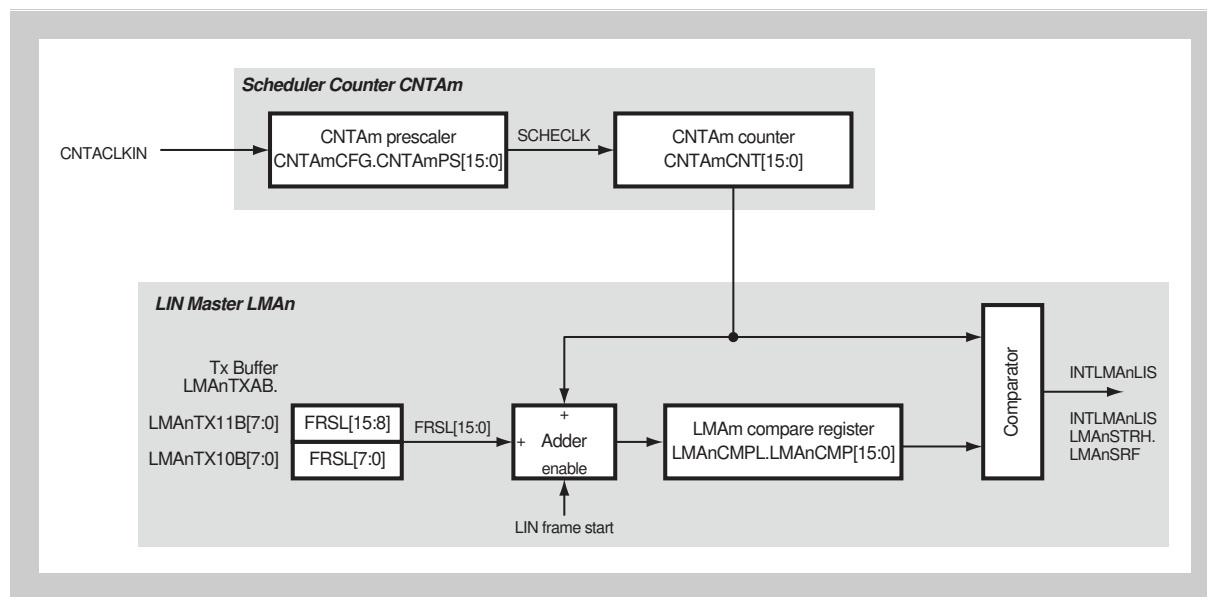 Scheduler Counter CNTAm
CNTACLKIN
CNTAm prescaler
CNTAmCFG.CNTAmPS[15:0]
SCHECLK
CNTAm counter
CNTAmCNT[15:0]
LIN Master LMAn
Tx Buffer
LMAnTXAB.
LMAnTX11B[7:0]
FRSL[15:8]
LMAnTX10B[7:0]
FRSL[7:0]
FRSL[15:0]
+
+
Adder
enable
LIN frame start
LMAm compare register
LMAnCMPL.LMAnCMP[15:0]
Comparator
INTLMAnLIS
INTLMAnLIS
LMAnSTRH.
LMAnSRF